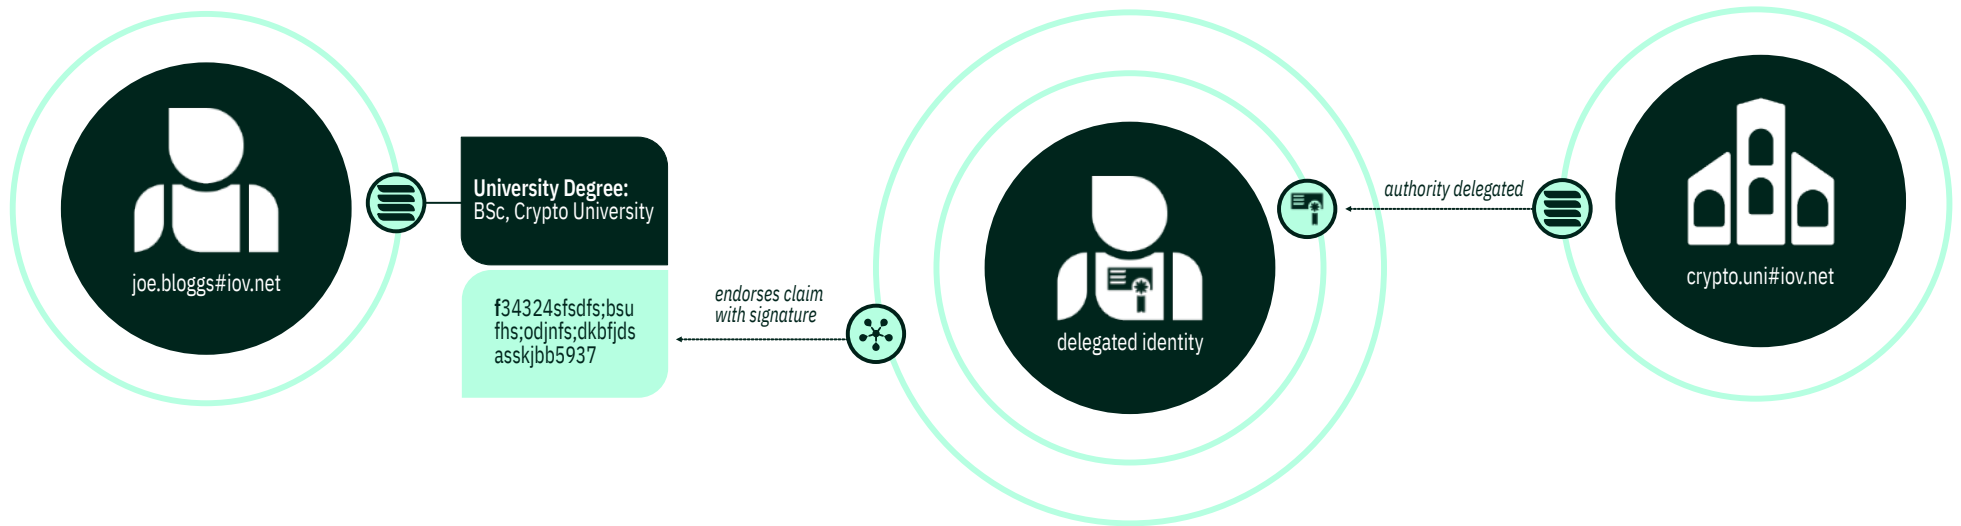 joe.bloggs#iov.net
University Degree:
BSc, Crypto University
f34324sfsdfs;bsu
fhs;odjnfs;dkbfjds
asskjbb5937
endorses claim
with signature
delegated identity
authority delegated
crypto.uni#iov.net